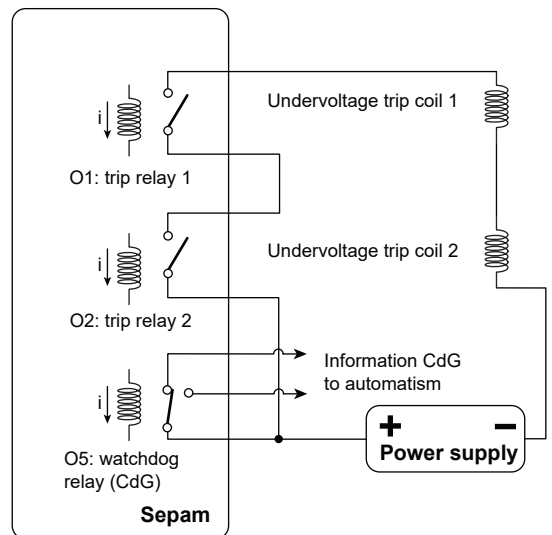 Undervoltage trip coil 1
i
O1: trip relay 1
Undervoltage trip coil 2
i
O2: trip relay 2
Information CdG
to automatism
i
+ −
Power supply
O5: watchdog
relay (CdG)
Sepam